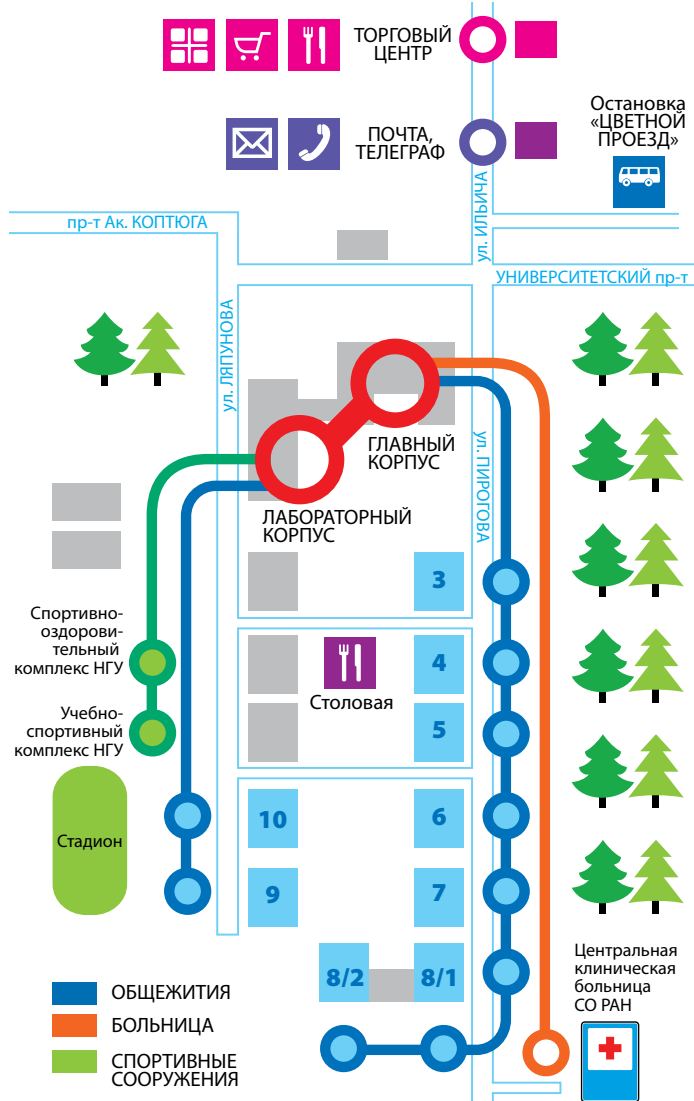 ТОРГОВЫЙ
ЦЕНТР
ПОЧТА,
ТЕЛЕГРАФ
Остановка
«ЦВЕТНОЙ
ПРОЕЗД»
пр-т Ак. КОПТЮГА
ул. ИЛЬИЧА
УНИВЕРСИТЕТСКИЙ пр-т
ул. ЛЯПУНОВА
ГЛАВНЫЙ
КОРПУС
ул. ПИРОГОВА
ЛАБОРАТОРНЫЙ
КОРПУС
3
Спортивно-
оздорови-
тельный
комплекс НГУ
4
Столовая
Учебно-
спортивный
комплекс НГУ
5
Стадион
10
6
9
7
8/2
8/1
Центральная
клиническая
больница
СО РАН
ОБЩЕЖИТИЯ
БОЛЬНИЦА
СПОРТИВНЫЕ
СООРУЖЕНИЯ